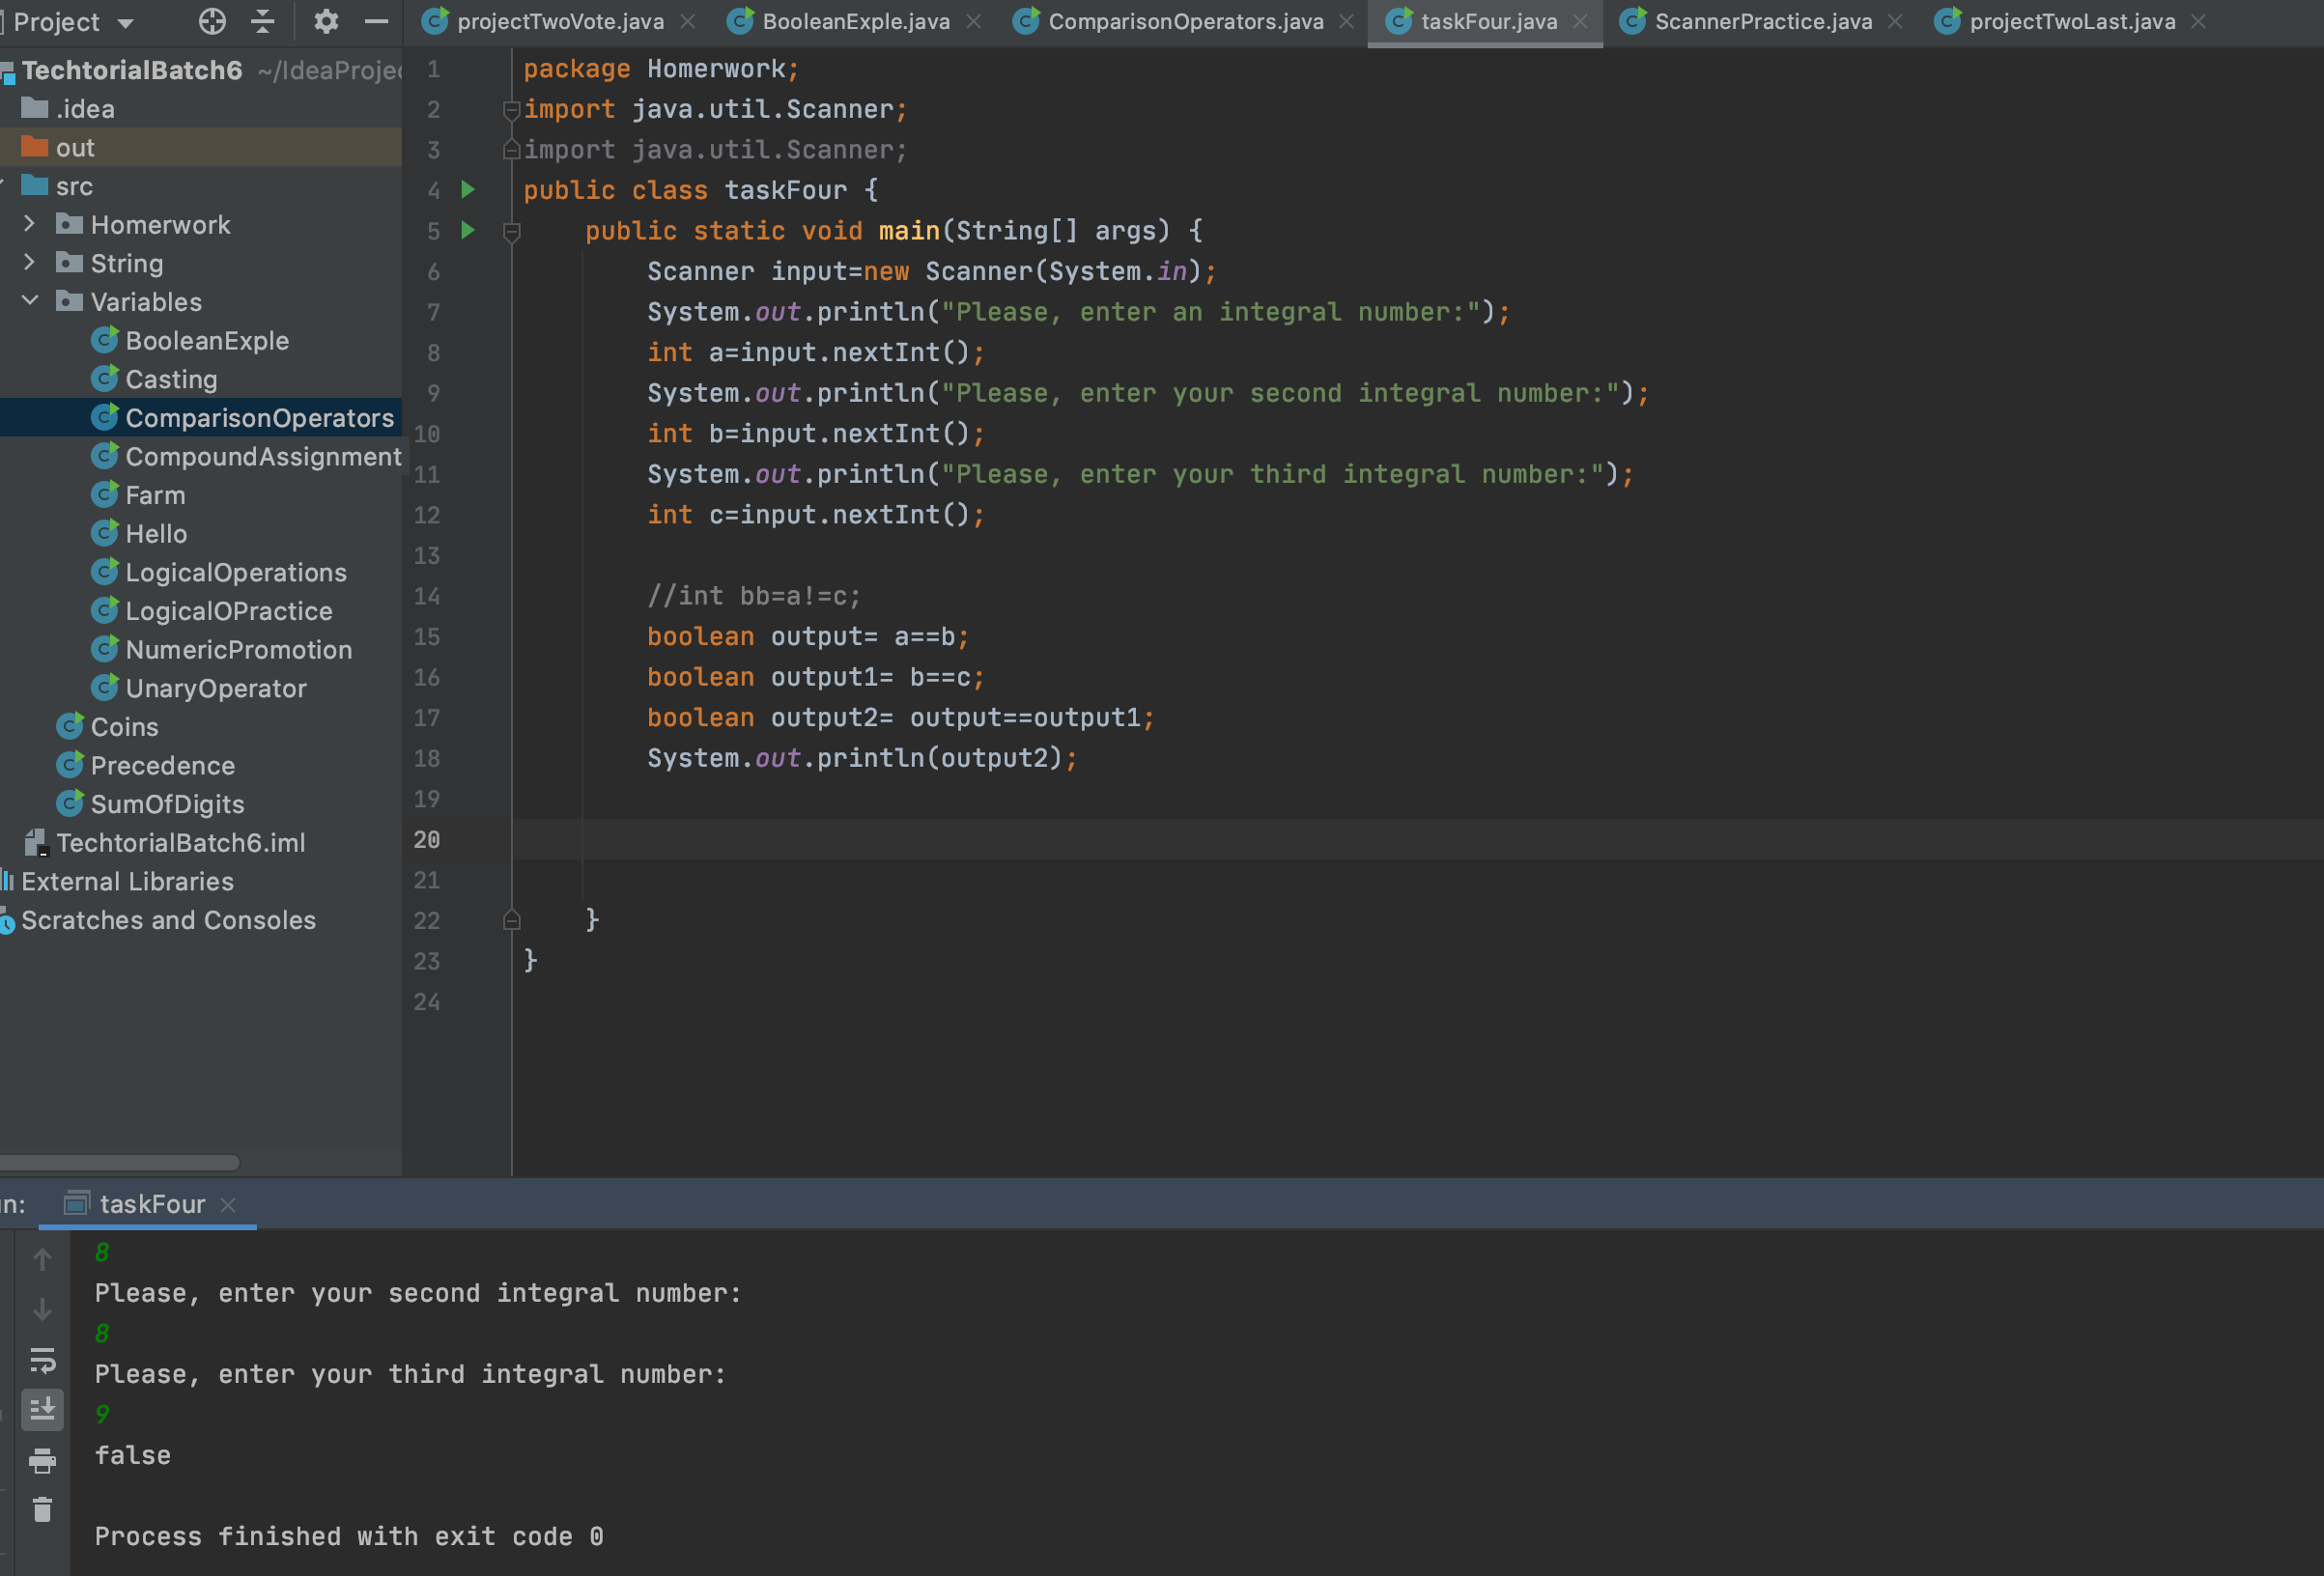 Project
projectTwoVote.java
BooleanExple.java
ComparisonOperators.java
taskFour.java
ScannerPractice.java
projectTwoLast.java
TechtorialBatch6 ~/IdeaProjec
.idea
out
src
Homerwork
String
Variables
BooleanExple
Casting
ComparisonOperators
CompoundAssignment
Farm
Hello
LogicalOperations
LogicalOPractice
NumericPromotion
UnaryOperator
Coins
Precedence
SumOfDigits
TechtorialBatch6.iml
External Libraries
Scratches and Consoles
1 package Homerwork;
2 import java.util.Scanner;
3 import java.util.Scanner;
4 public class taskFour {
5 public static void main(String[] args) {
6 Scanner input=new Scanner(System.in);
7 System.out.println("Please, enter an integral number:");
8 int a=input.nextInt();
9 System.out.println("Please, enter your second integral number:");
10 int b=input.nextInt();
11 System.out.println("Please, enter your third integral number:");
12 int c=input.nextInt();
13
14 //int bb=a!=c;
15 boolean output= a==b;
16 boolean output1= b==c;
17 boolean output2= output==output1;
18 System.out.println(output2);
19
20
21
22 }
23 }
24
un: taskFour
8
Please, enter your second integral number:
8
Please, enter your third integral number:
9
false
Process finished with exit code 0